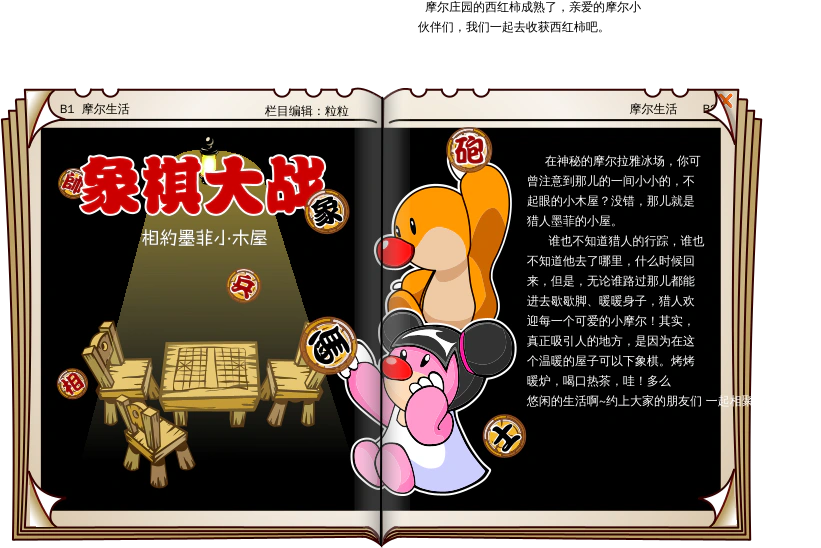 摩尔庄园的西红柿成熟了，亲爱的摩尔小
伙伴们，我们一起去收获西红柿吧。
B1 摩尔生活
栏目编辑：粒粒
摩尔生活
象棋大战
相約墨菲小木屋
象
兵
馬
砲
在神秘的摩尔拉雅冰场，你可
曾注意到那儿的一间小小的，不
起眼的小木屋？没错，那儿就是
猎人墨菲的小屋。
谁也不知道猎人的行踪，谁也
不知道他去了哪里，什么时候回
来，但是，无论谁路过那儿都能
进去歇歇脚、暖暖身子，猎人欢
迎每一个可爱的小摩尔！其实，
真正吸引人的地方，是因为在这
个温暖的屋子可以下象棋。烤烤
暖炉，喝口热茶，哇！多么
悠闲的生活啊~约上大家的朋友们 一起相聚